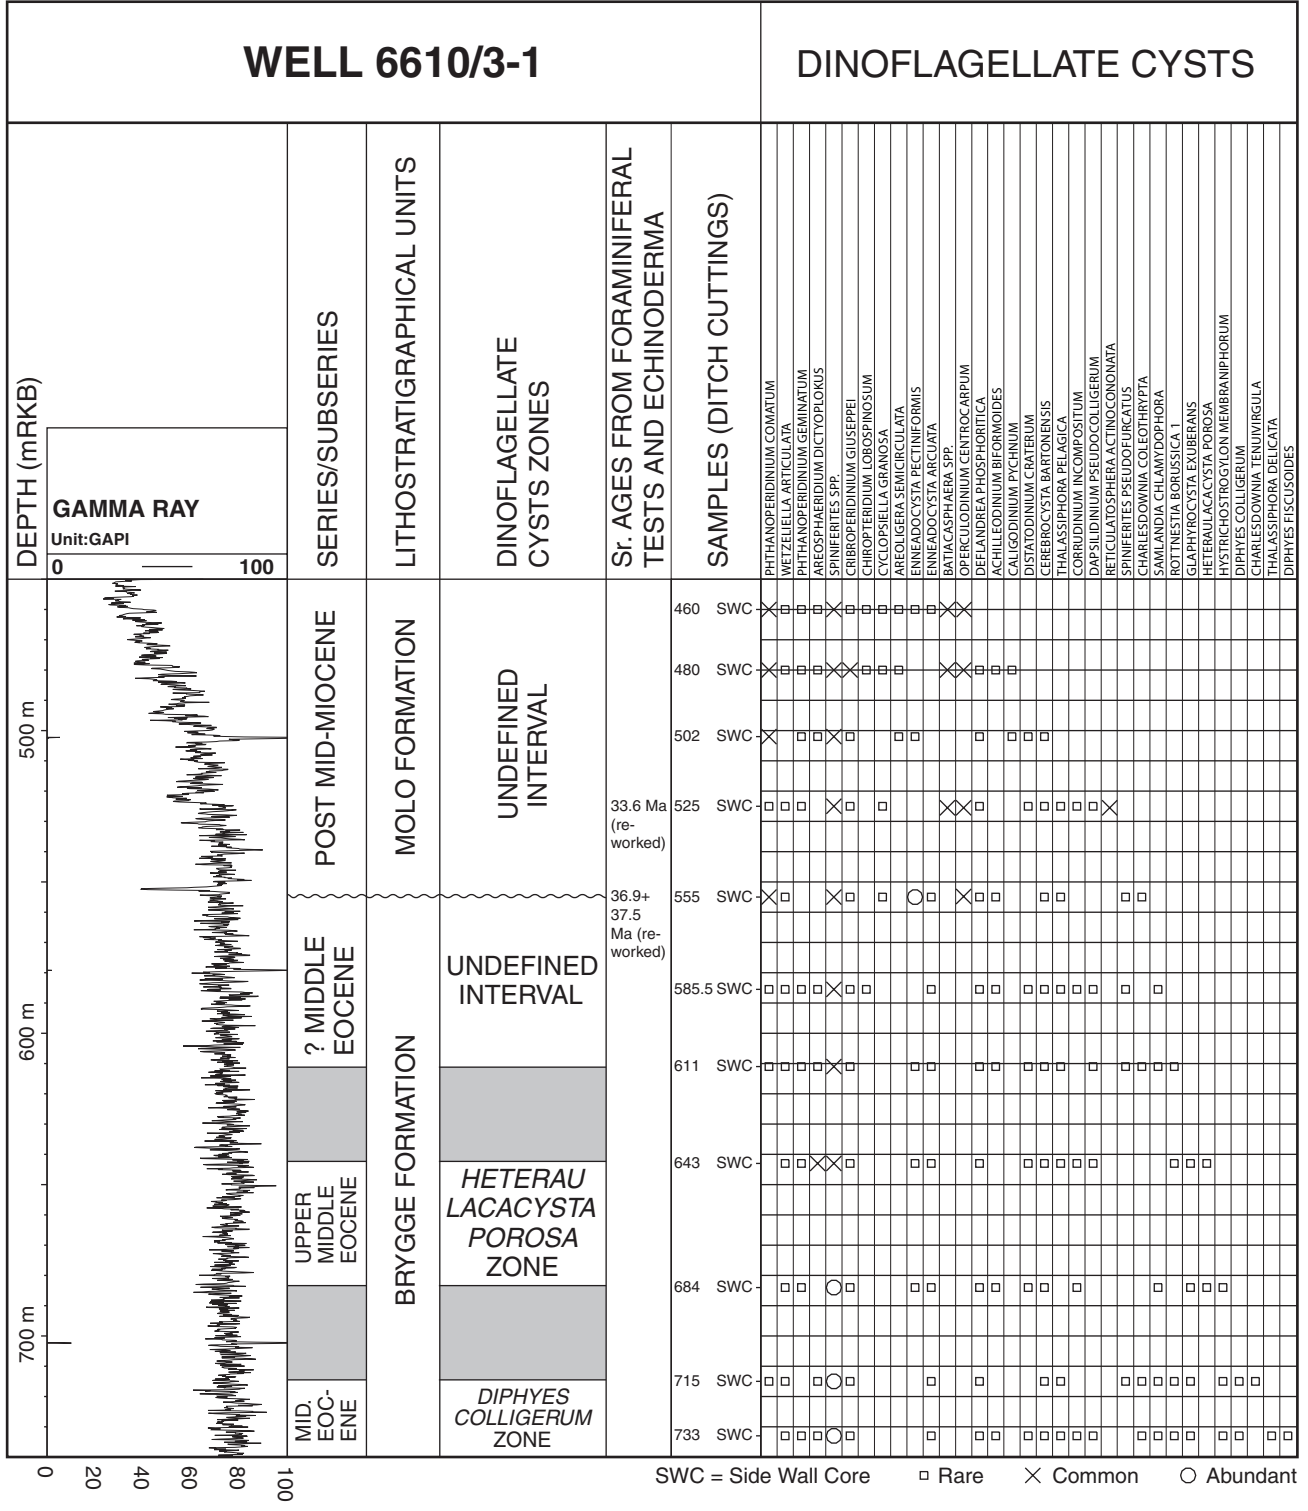 WELL 6610/3-1
DINOFLAGELLATE CYSTS
DEPTH (mRKB)
GAMMA RAY
Unit:GAPI
0 100
SERIES/SUBSERIES
LITHOSTRATIGRAPHICAL UNITS
DINOFLAGELLATE
CYSTS ZONES
Sr. AGES FROM FORAMINIFERAL
TESTS AND ECHINODERMA
SAMPLES (DITCH CUTTINGS)
PHTHANOPERIDINIUM COMATUM
WETZELIELLA ARTICULATA
PHTHANOPERIDINIUM GEMINATUM
AREOSPHAERIDIUM DICTYOPLOKUS
SPINIFERITES SPP.
CRIBROPERIDINIUM GIUSEPPEI
CHIROPTERIDIUM LOBOSPINOSUM
CYCLOPSIELLA GRANOSA
AREOLIGERA SEMICIRCULATA
ENNEADOCYSTA PECTINIFORMIS
ENNEADOCYSTA ARCUATA
BATIACASPHAERA SPP.
OPERCULODINIUM CENTROCARPUM
DEFLANDREA PHOSPHORITICA
ACHILLEODINIUM BIFORMOIDES
CALIGODINIUM PYCHNUM
DISTATODINIUM CRATERUM
CEREBROCYSTA BARTONENSIS
THALASSIPHORA PELAGICA
CORRUDINIUM INCOMPOSITUM
DAPSILIDINIUM PSEUDOCOLLIGERUM
RETICULATOSPHERA ACTINOCONONATA
SPINIFERITES PSEUDOFURCATUS
CHARLESDOWNIA COLEOTHRYPTA
SAMLANDIA CHLAMYDOPHORA
ROTTNESTIA BORUSSICA 1
GLAPHYROCYSTA EXUBERANS
HETERAULACACYSTA POROSA
HYSTRICHOSTROGYLON MEMBRANIPHORUM
DIPHYES COLLIGERUM
CHARLESDOWNIA TENUIVIRGULA
THALASSIPHORA DELICATA
DIPHYES FISCUSOIDES
500 m
600 m
700 m
POST MID-MIOCENE
? MIDDLE
EOCENE
UPPER
MIDDLE
EOCENE
MID.
EOC-
ENE
MOLO FORMATION
BRYGGE FORMATION
UNDEFINED
INTERVAL
UNDEFINED
INTERVAL
HETERAU
LACACYSTA
POROSA
ZONE
DIPHYES
COLLIGERUM
ZONE
33.6 Ma
(re-
worked)
36.9+
37.5
Ma (re-
worked)
460 SWC
480 SWC
502 SWC
525 SWC
555 SWC
585.5 SWC
611 SWC
643 SWC
684 SWC
715 SWC
733 SWC
0 20 40 60 80 100
SWC = Side Wall Core Rare Common Abundant